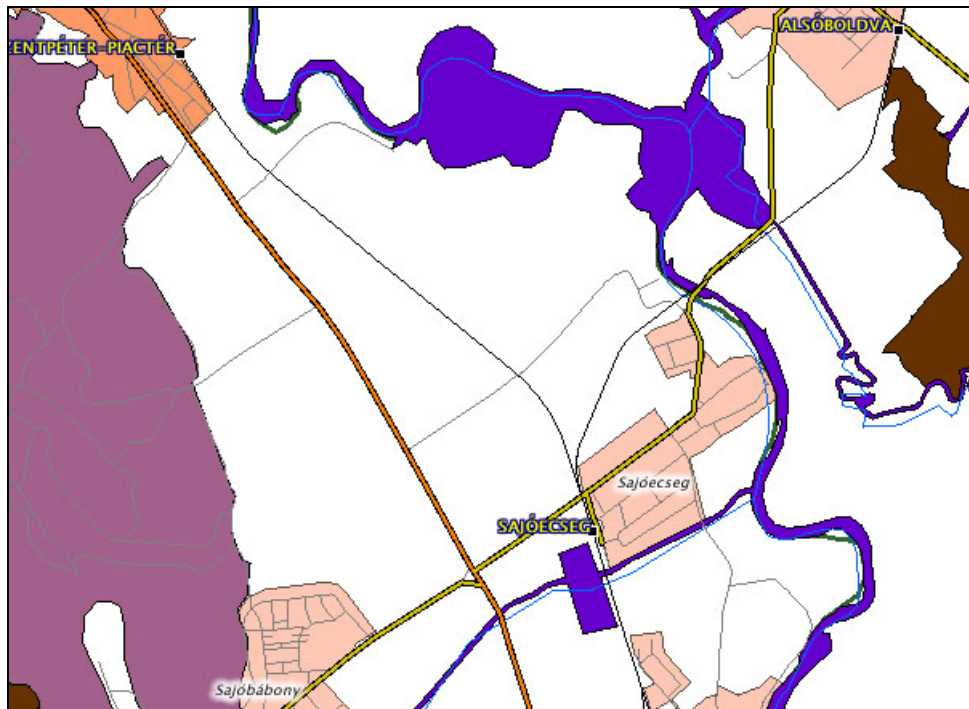 ZENTPÉTER-PIACTÉR
ALSÓBOLDVA
Sajóecseg
SAJÓECSEG
Sajóbábony